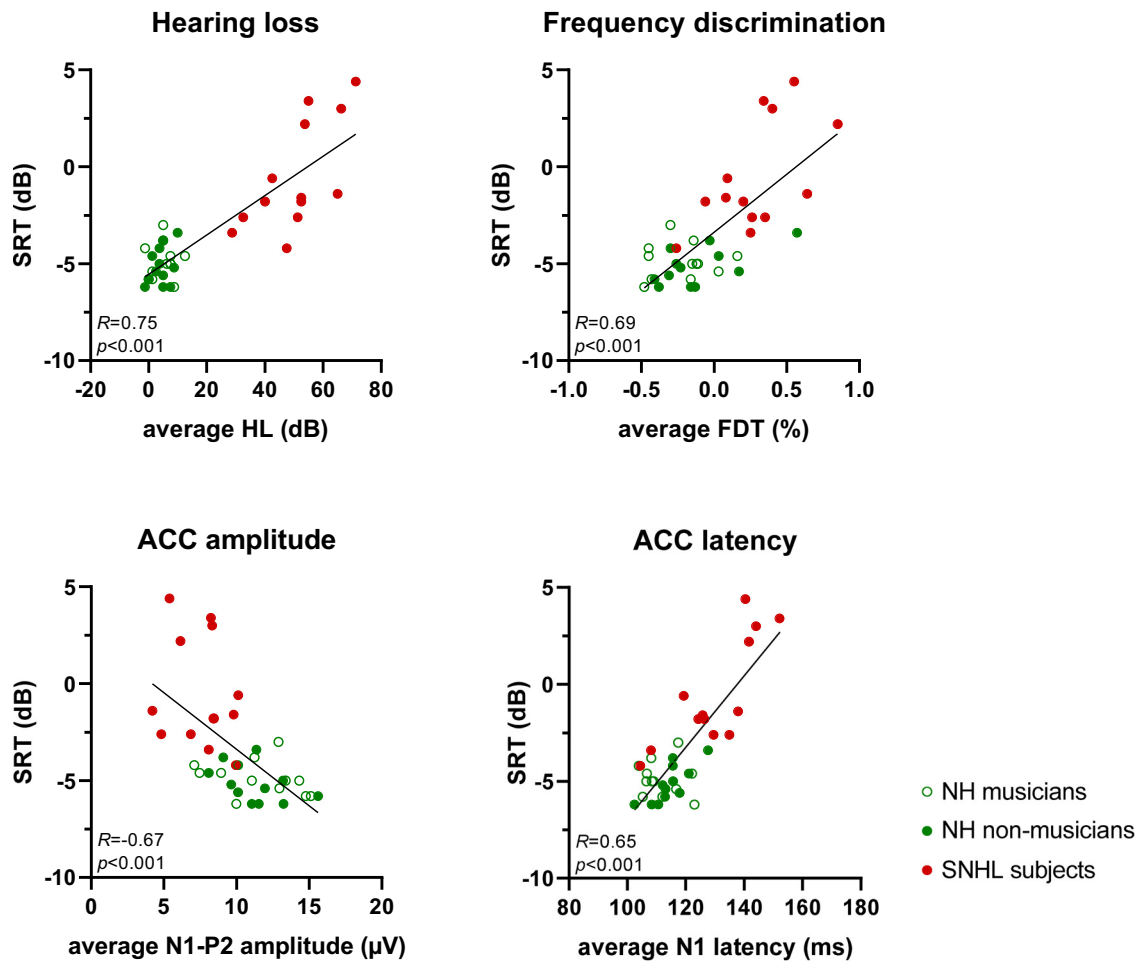 Hearing loss
5
0
-5
-10
SRT (dB)
R=0.75
p<0.001
-20 0 20 40 60 80
average HL (dB)
Frequency discrimination
5
0
-5
-10
SRT (dB)
R=0.69
p<0.001
-1.0 -0.5 0.0 0.5 1.0
average FDT (%)
ACC amplitude
5
0
-5
-10
SRT (dB)
R=-0.67
p<0.001
0 5 10 15 20
average N1-P2 amplitude (µV)
ACC latency
5
0
-5
-10
SRT (dB)
R=0.65
p<0.001
80 100 120 140 160 180
average N1 latency (ms)
NH musicians
NH non-musicians
SNHL subjects